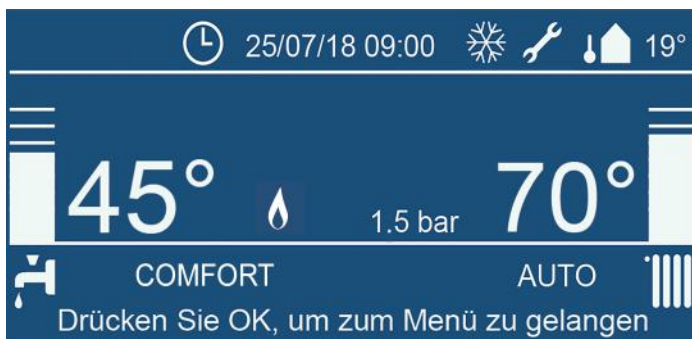 25/07/18 09:00 19°
45° 1.5 bar 70°
COMFORT AUTO
Drücken Sie OK, um zum Menü zu gelangen